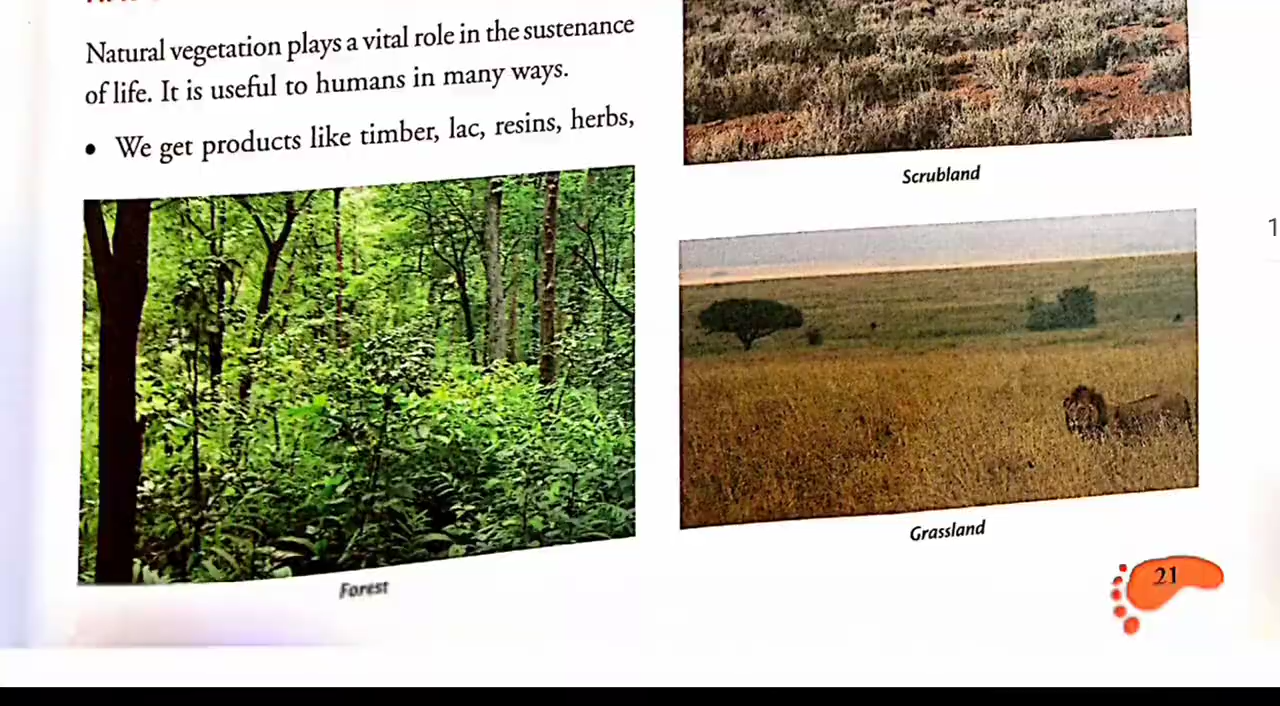 Natural vegetation plays a vital role in the sustenance
of life. It is useful to humans in many ways.
• We get products like timber, lac, resins, herbs,
Forest
Scrubland
Grassland
21
1